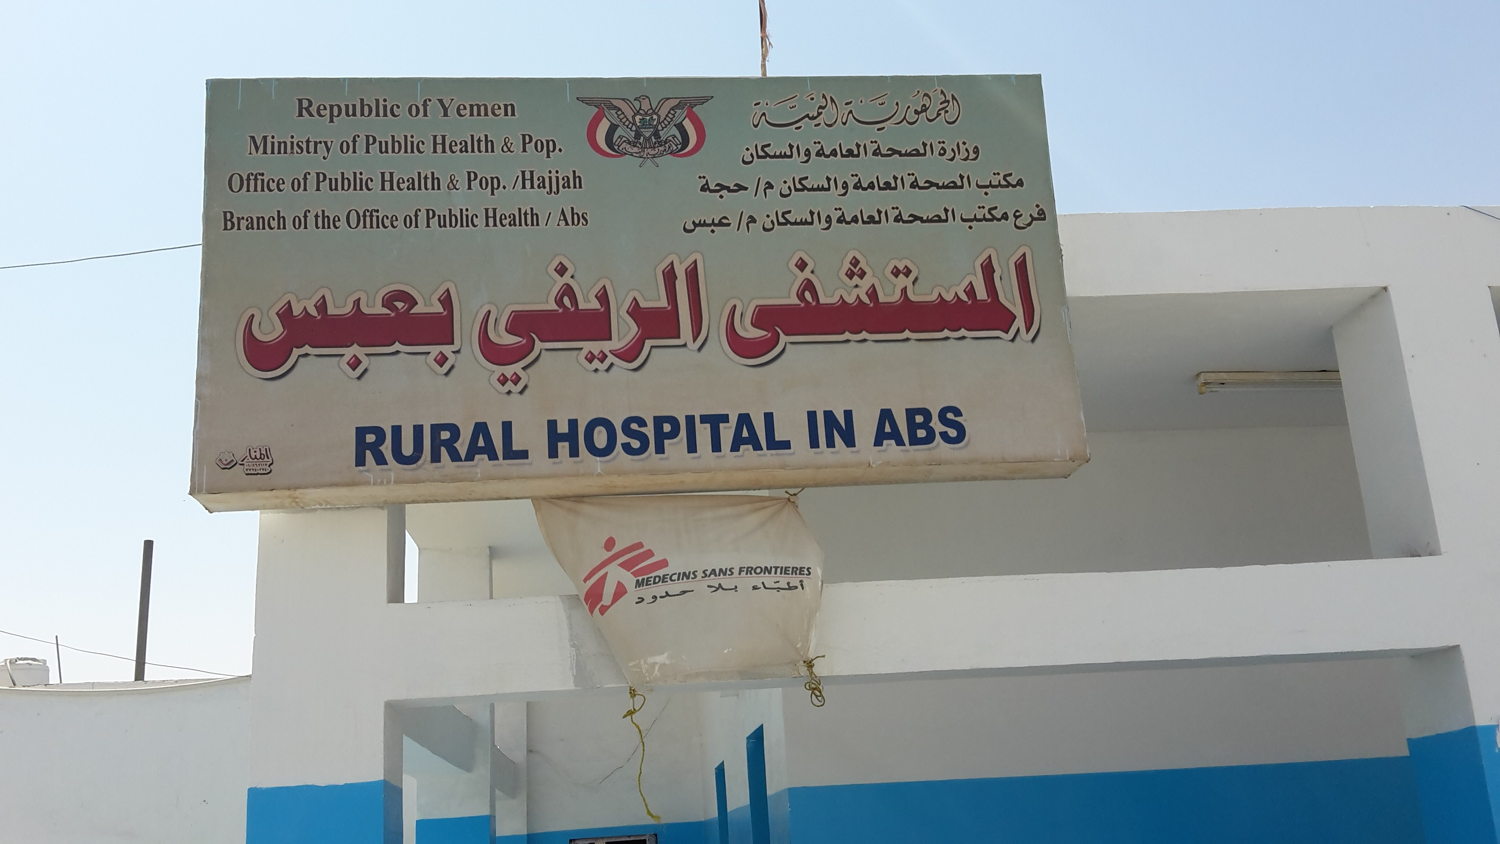 Republic of Yemen
Ministry of Public Health & Pop.
Office of Public Health & Pop. /Hajjah
Branch of the Office of Public Health / Abs
الجمهورية اليمنية
وزارة الصحة العامة والسكان
مكتب الصحة العامة والسكان م/ حجة
فرع مكتب الصحة العامة والسكان م/ عبس
المستشفى الريفي بعبس
RURAL HOSPITAL IN ABS
MEDECINS SANS FRONTIERES
أطباء بلا حدود